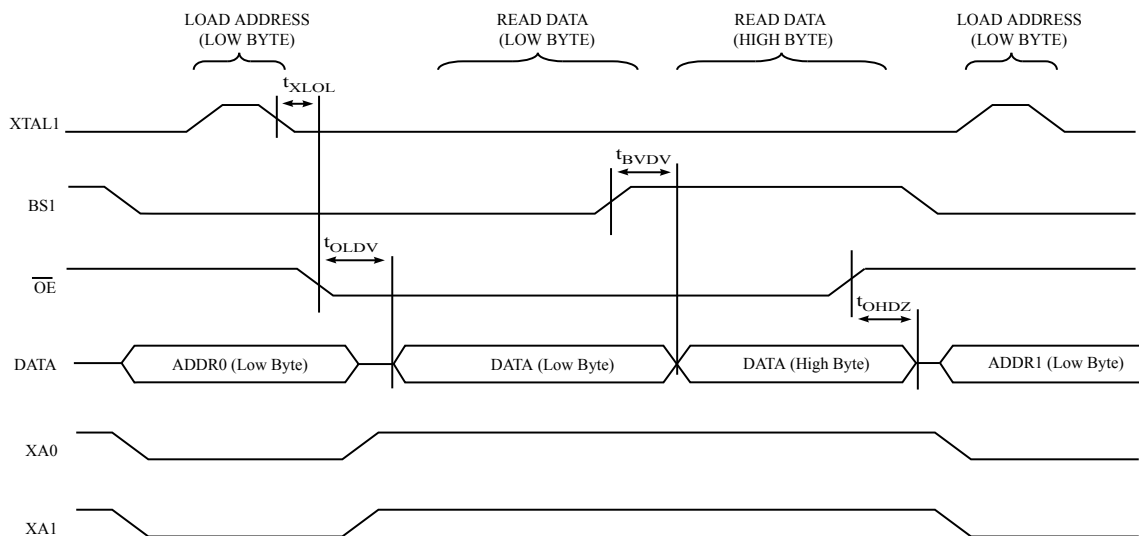 LOAD ADDRESS
(LOW BYTE)
READ DATA
(LOW BYTE)
READ DATA
(HIGH BYTE)
LOAD ADDRESS
(LOW BYTE)
tXLOL
XTAL1
tBVDV
BS1
tOLDV
OE
tOHDZ
DATA
ADDR0 (Low Byte)
DATA (Low Byte)
DATA (High Byte)
ADDR1 (Low Byte)
XA0
XA1